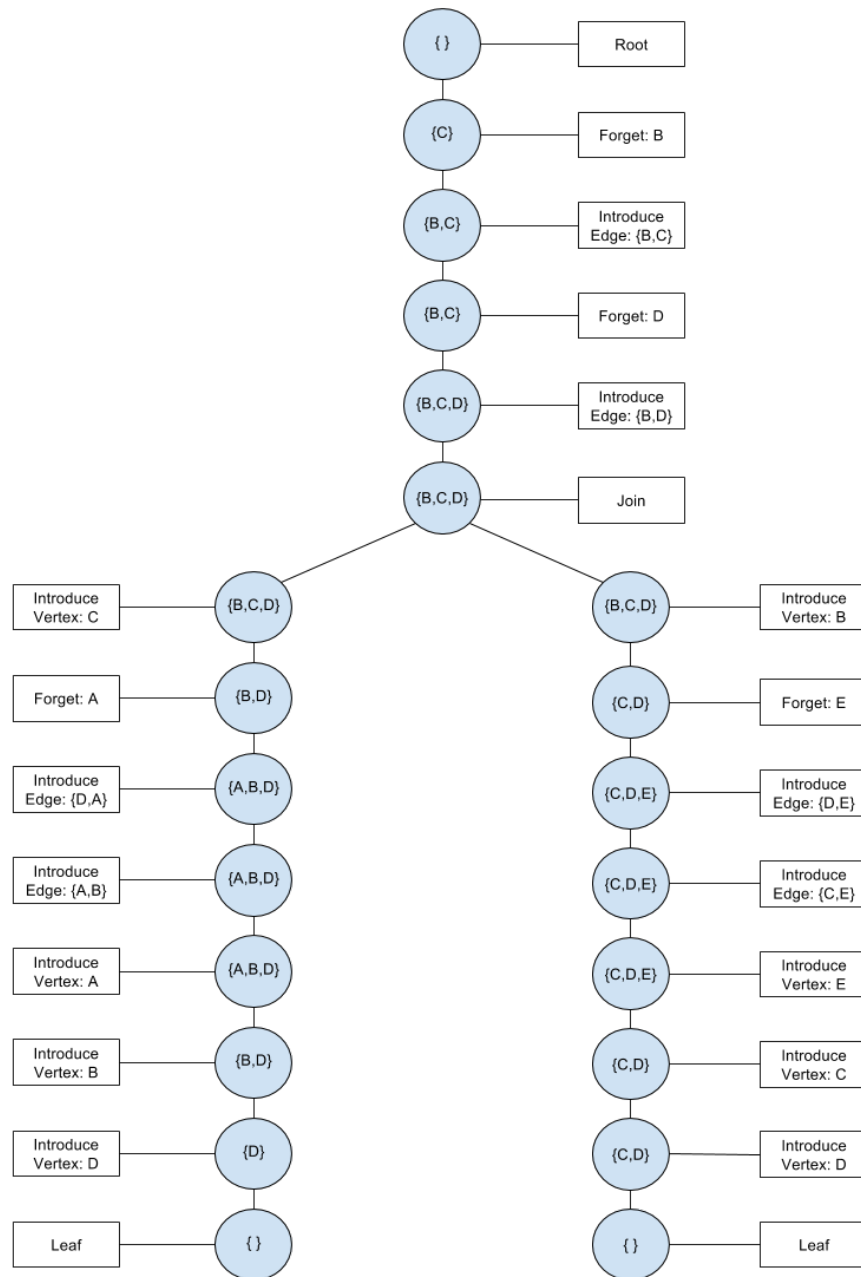 { }
Root
{C}
Forget: B
{B,C}
Introduce
Edge: {B,C}
{B,C}
Forget: D
{B,C,D}
Introduce
Edge: {B,D}
{B,C,D}
Join
Introduce
Vertex: C
{B,C,D}
{B,C,D}
Introduce
Vertex: B
Forget: A
{B,D}
{C,D}
Forget: E
Introduce
Edge: {D,A}
{A,B,D}
{C,D,E}
Introduce
Edge: {D,E}
Introduce
Edge: {A,B}
{A,B,D}
{C,D,E}
Introduce
Edge: {C,E}
Introduce
Vertex: A
{A,B,D}
{C,D,E}
Introduce
Vertex: E
Introduce
Vertex: B
{B,D}
{C,D}
Introduce
Vertex: C
Introduce
Vertex: D
{D}
{C,D}
Introduce
Vertex: D
Leaf
{ }
{ }
Leaf